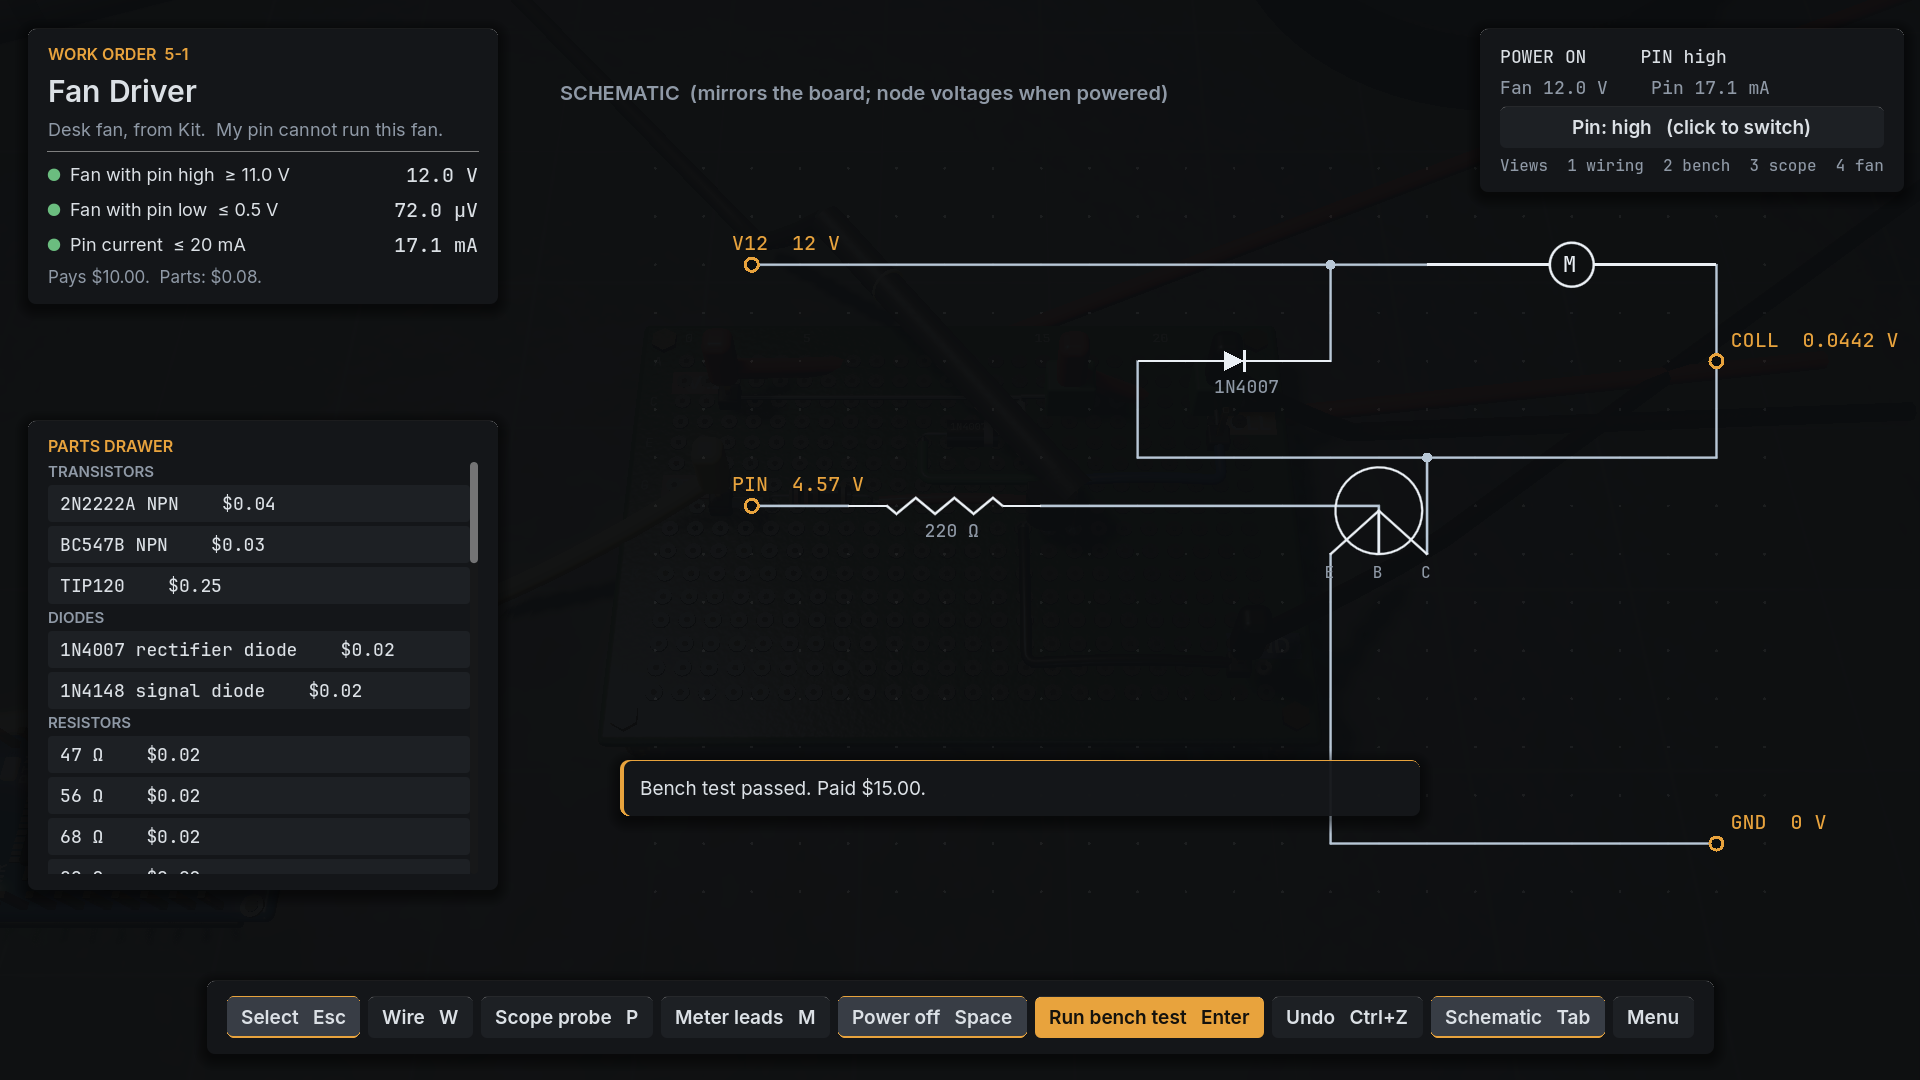 WORK ORDER 5-1
Fan Driver
Desk fan, from Kit. My pin cannot run this fan.
Fan with pin high ≥ 11.0 V 12.0 V
Fan with pin low ≤ 0.5 V 72.0 µV
Pin current ≤ 20 mA 17.1 mA
Pays $10.00. Parts: $0.08.
PARTS DRAWER
TRANSISTORS
2N2222A NPN $0.04
BC547B NPN $0.03
TIP120 $0.25
DIODES
1N4007 rectifier diode $0.02
1N4148 signal diode $0.02
RESISTORS
47 Ω $0.02
56 Ω $0.02
68 Ω $0.02
SCHEMATIC (mirrors the board; node voltages when powered)
V12 12 V
M
COLL 0.0442 V
1N4007
PIN 4.57 V
220 Ω
E B C
GND 0 V
Bench test passed. Paid $15.00.
POWER ON PIN high
Fan 12.0 V Pin 17.1 mA
Pin: high (click to switch)
Views 1 wiring 2 bench 3 scope 4 fan
Select Esc
Wire W
Scope probe P
Meter leads M
Power off Space
Run bench test Enter
Undo Ctrl+Z
Schematic Tab
Menu